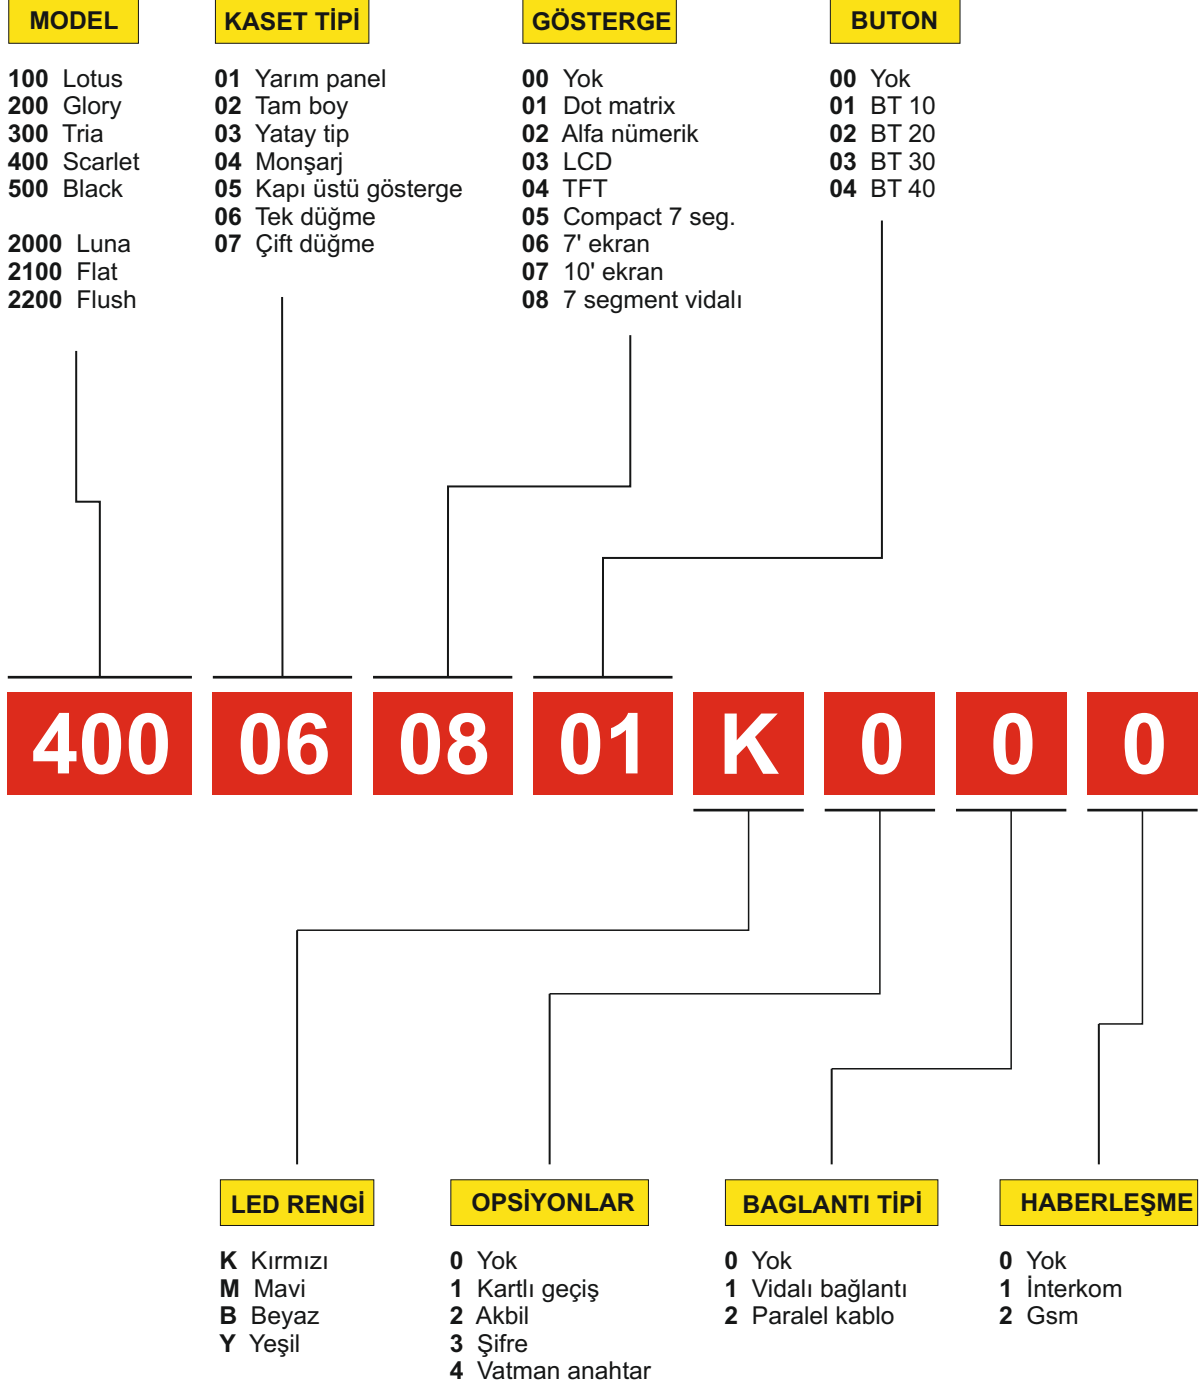 MODEL
100 Lotus
200 Glory
300 Tria
400 Scarlet
500 Black
2000 Luna
2100 Flat
2200 Flush
KASET TİPİ
01 Yarım panel
02 Tam boy
03 Yatay tip
04 Monşarj
05 Kapı üstü gösterge
06 Tek düğme
07 Çift düğme
GÖSTERGE
00 Yok
01 Dot matrix
02 Alfa nümerik
03 LCD
04 TFT
05 Compact 7 seg.
06 7' ekran
07 10' ekran
08 7 segment vidalı
BUTON
00 Yok
01 BT 10
02 BT 20
03 BT 30
04 BT 40
400 06 08 01 K 0 0 0
LED RENGİ
K Kırmızı
M Mavi
B Beyaz
Y Yeşil
OPSİYONLAR
0 Yok
1 Kartlı geçiş
2 Akbil
3 Şifre
4 Vatman anahtar
BAGLANTI TİPİ
0 Yok
1 Vidalı bağlantı
2 Paralel kablo
HABERLEŞME
0 Yok
1 İnterkom
2 Gsm